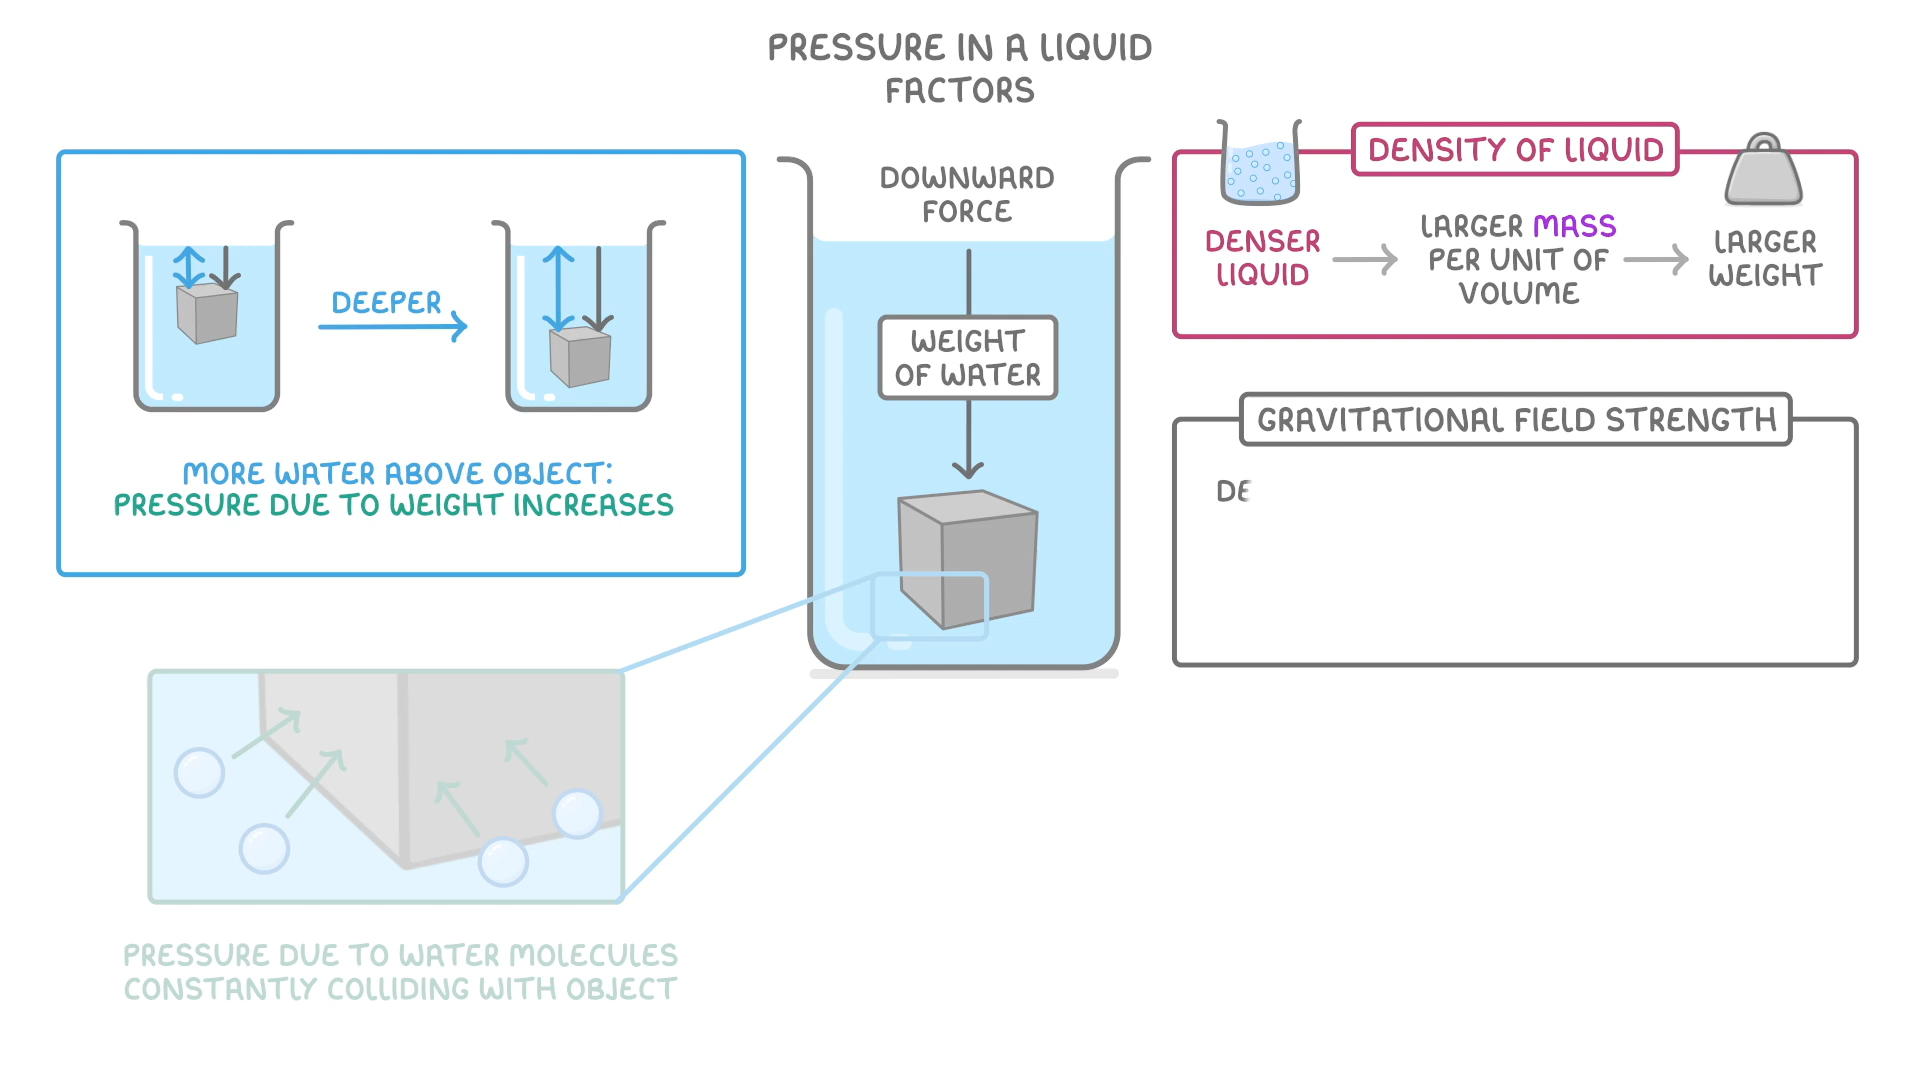 PRESSURE IN A LIQUID
FACTORS
DEEPER
MORE WATER ABOVE OBJECT:
PRESSURE DUE TO WEIGHT INCREASES
DOWNWARD
FORCE
WEIGHT
OF WATER
DENSITY OF LIQUID
DENSER
LIQUID
LARGER MASS
PER UNIT OF
VOLUME
LARGER
WEIGHT
GRAVITATIONAL FIELD STRENGTH
DE
PRESSURE DUE TO WATER MOLECULES
CONSTANTLY COLLIDING WITH OBJECT